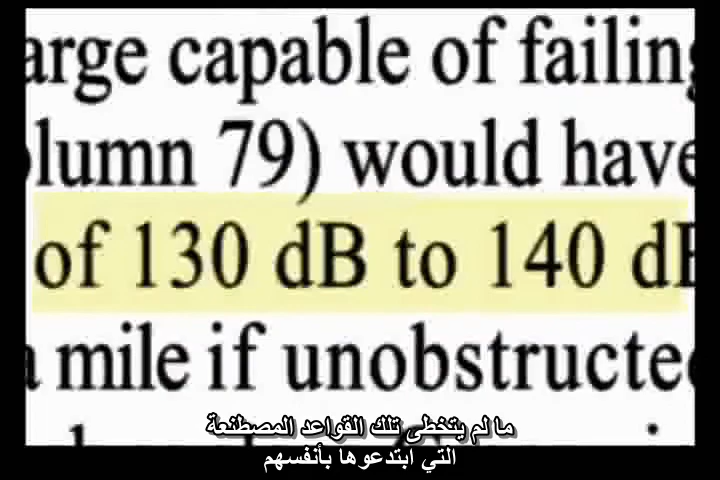 arge capable of failing
olumn 79) would have
of 130 dB to 140 dB
a mile if unobstructed
ما لم يتخطى تلك القواعد المصطنعة
التي ابتدعوها بأنفسهم